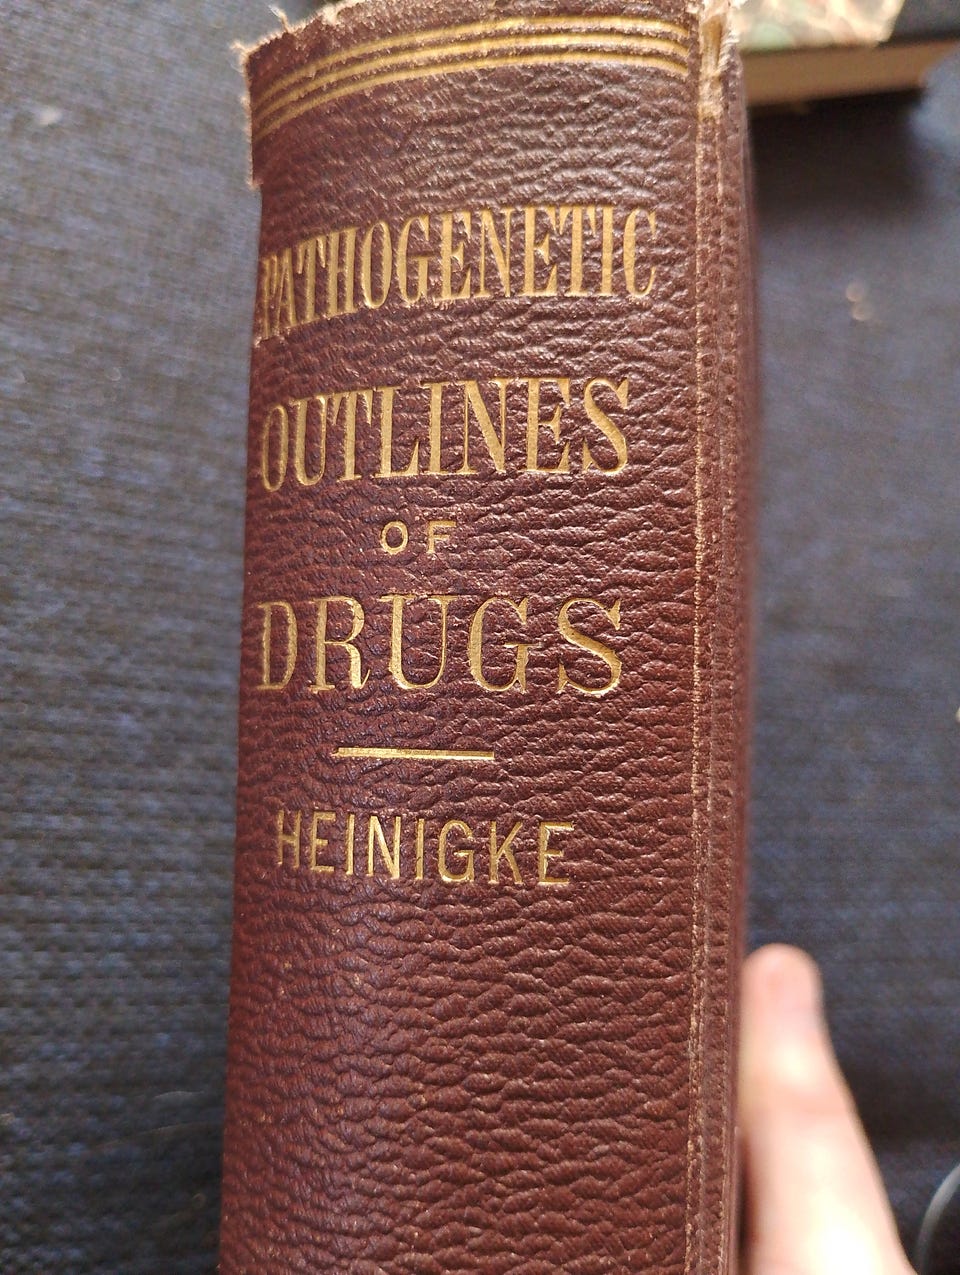 PATHOGENETIC
OUTLINES
OF
DRUGS
HEINIGKE